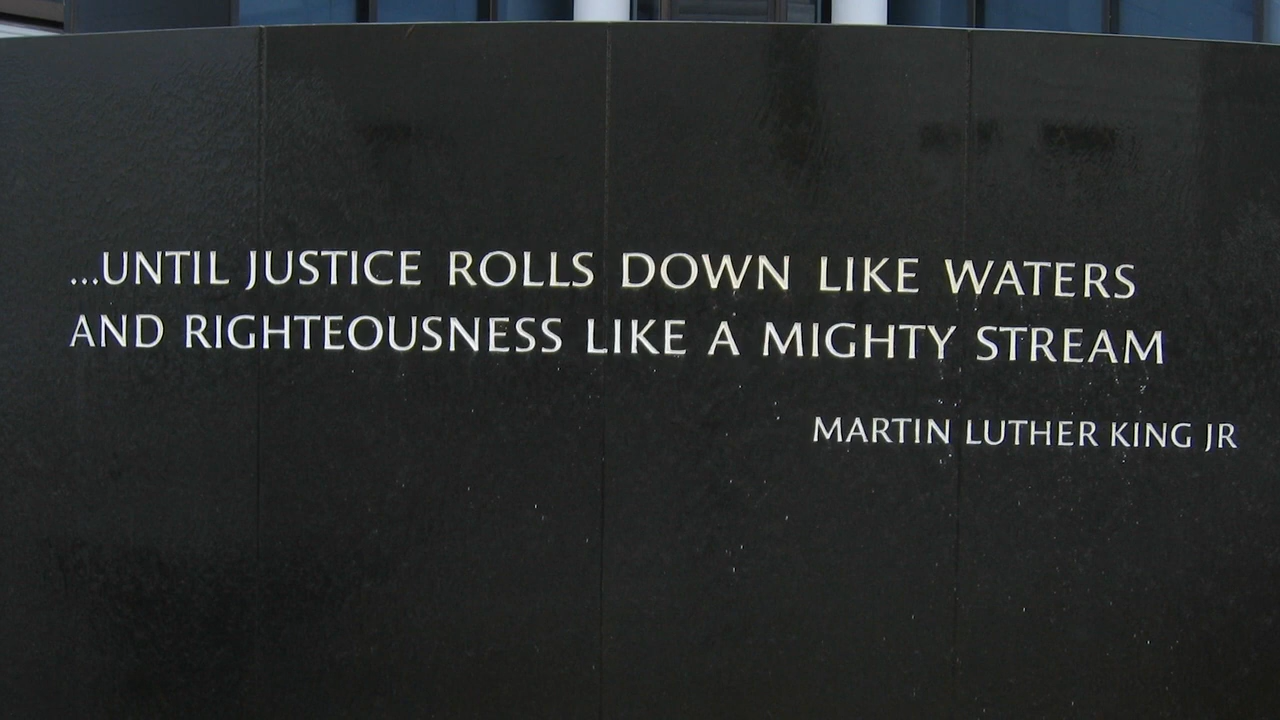 ...UNTIL JUSTICE ROLLS DOWN LIKE WATERS
AND RIGHTEOUSNESS LIKE A MIGHTY STREAM
MARTIN LUTHER KING JR